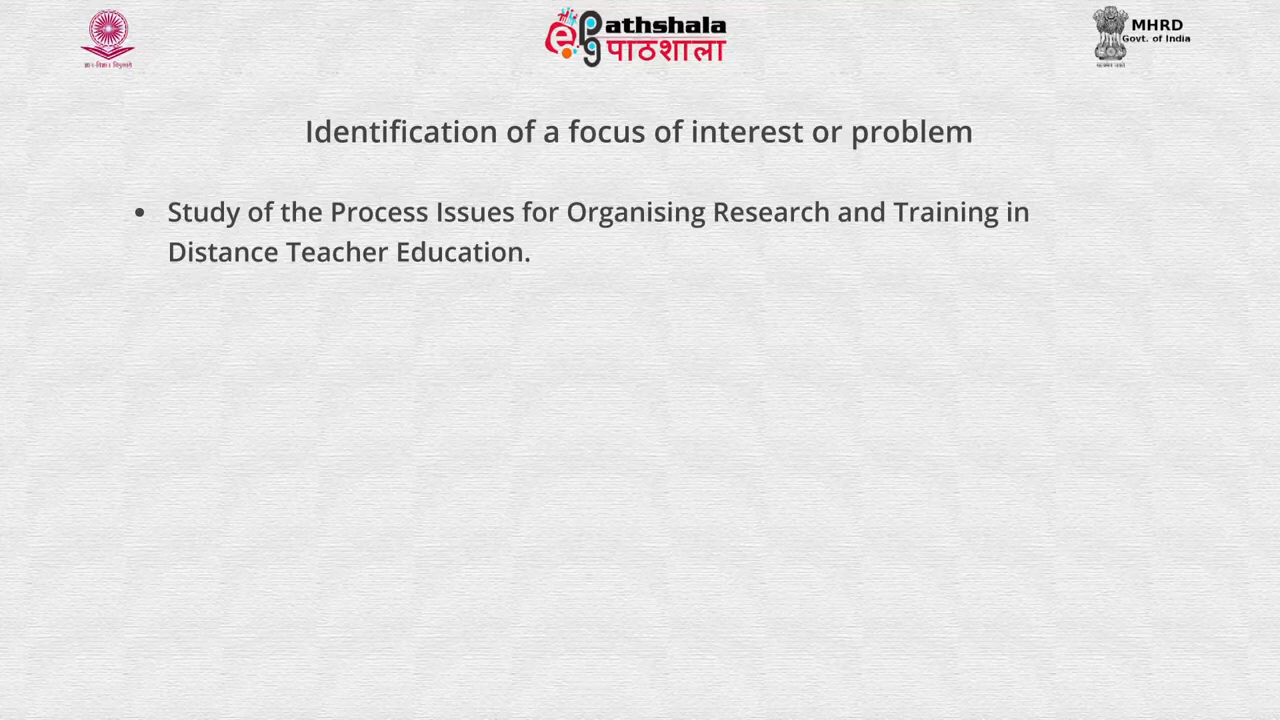 athshala
पाठशाला
MHRD
Govt. of India
Identification of a focus of interest or problem
• Study of the Process Issues for Organising Research and Training in
Distance Teacher Education.